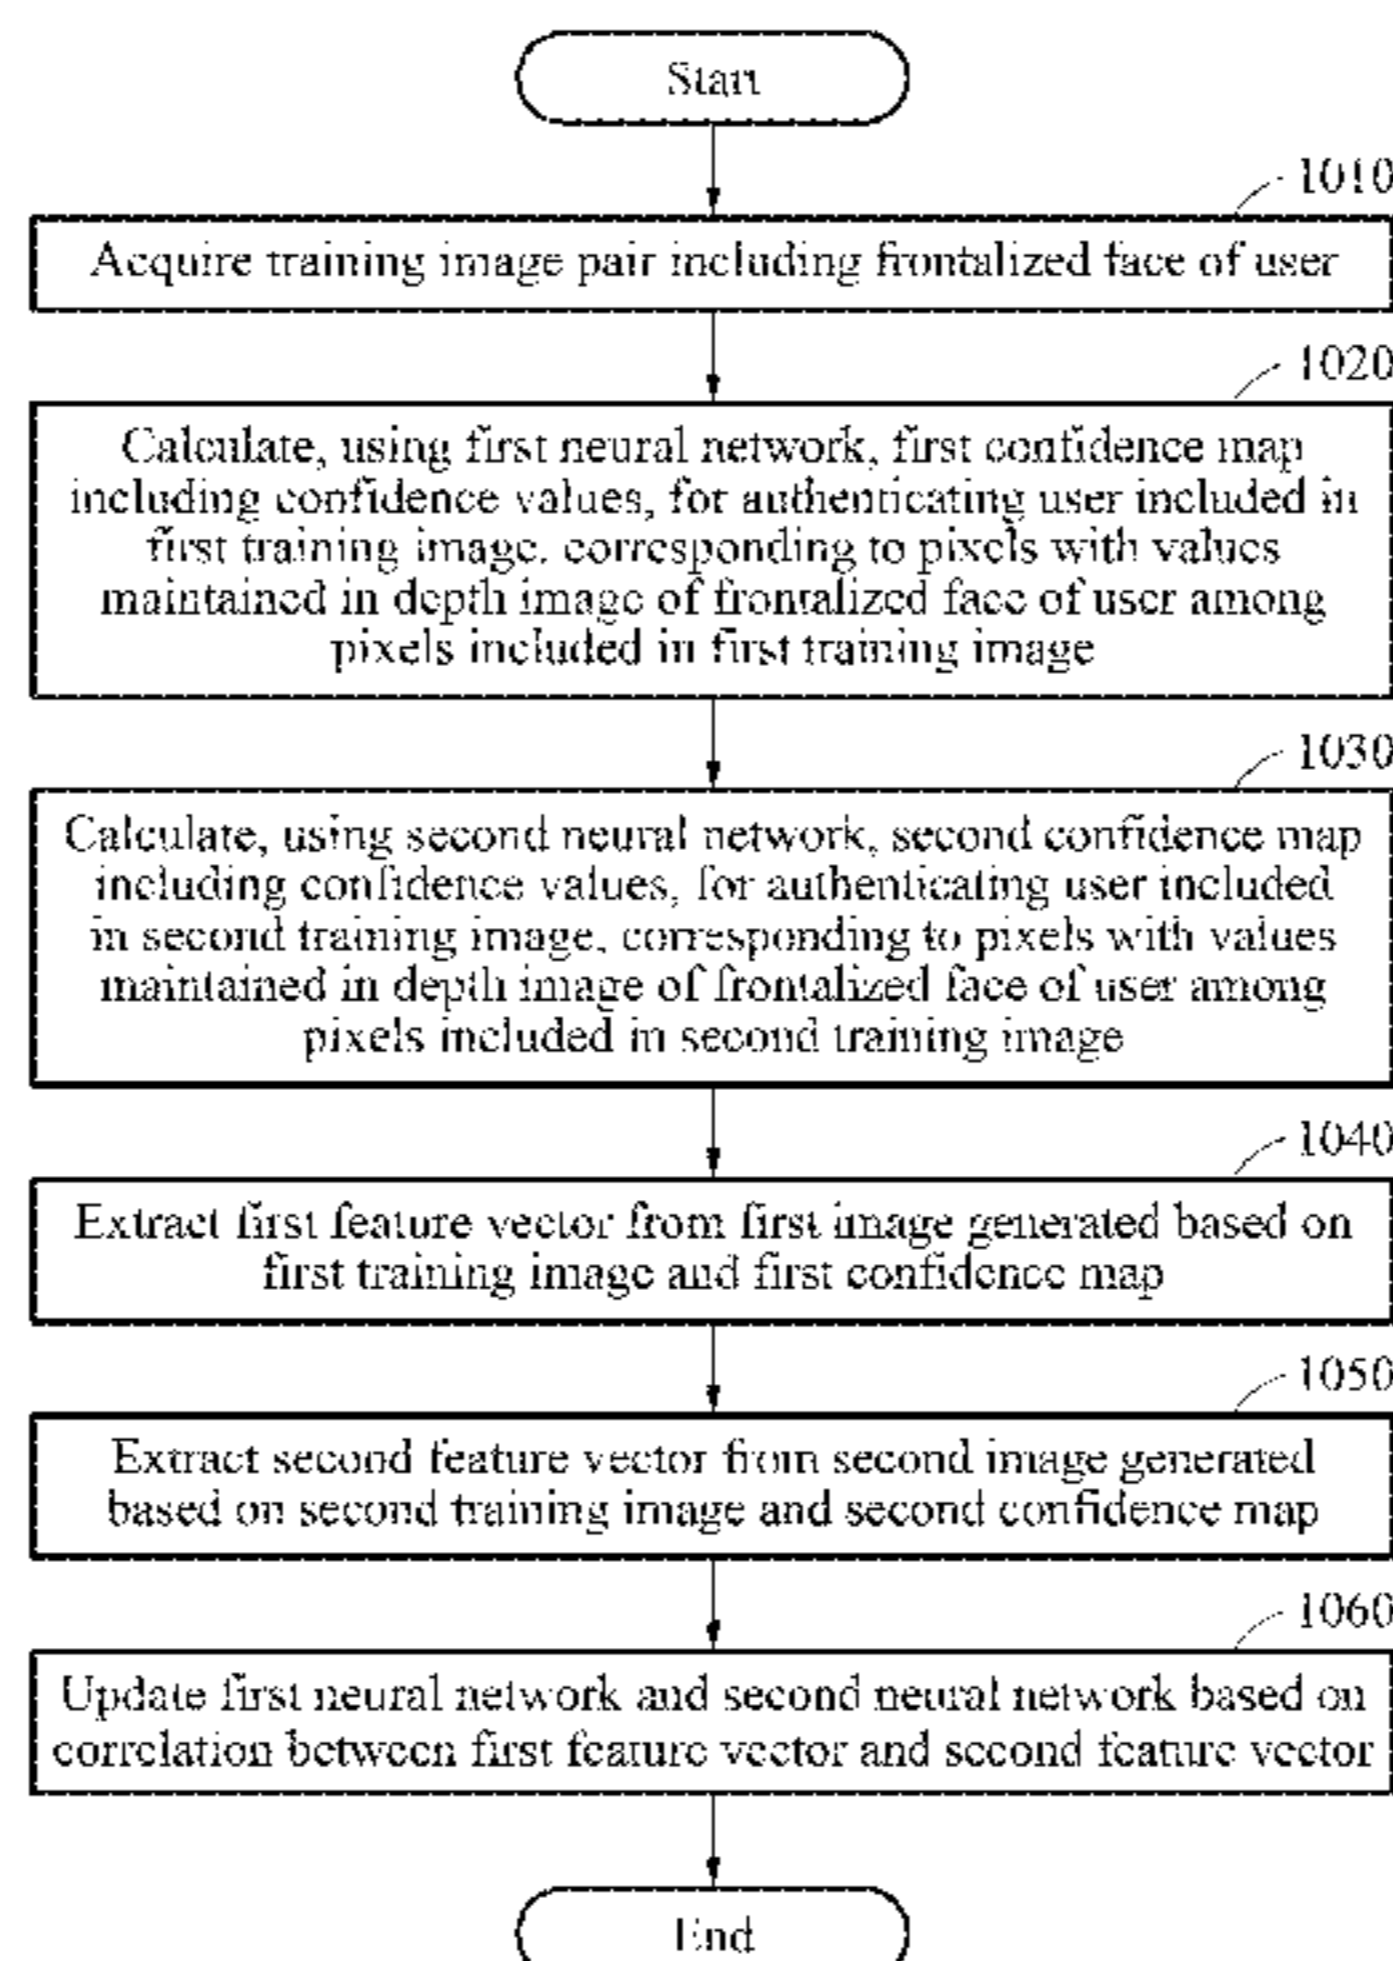 Start
1010
Acquire training image pair including frontalized face of user
1020
Calculate, using first neural network, first confidence map
including confidence values, for authenticating user included in
first training image, corresponding to pixels with values
maintained in depth image of frontalized face of user among
pixels included in first training image
1030
Calculate, using second neural network, second confidence map
including confidence values, for authenticating user included
in second training image, corresponding to pixels with values
maintained in depth image of frontalized face of user among
pixels included in second training image
1040
Extract first feature vector from first image generated based on
first training image and first confidence map
1050
Extract second feature vector from second image generated
based on second training image and second confidence map
1060
Update first neural network and second neural network based on
correlation between first feature vector and second feature vector
End